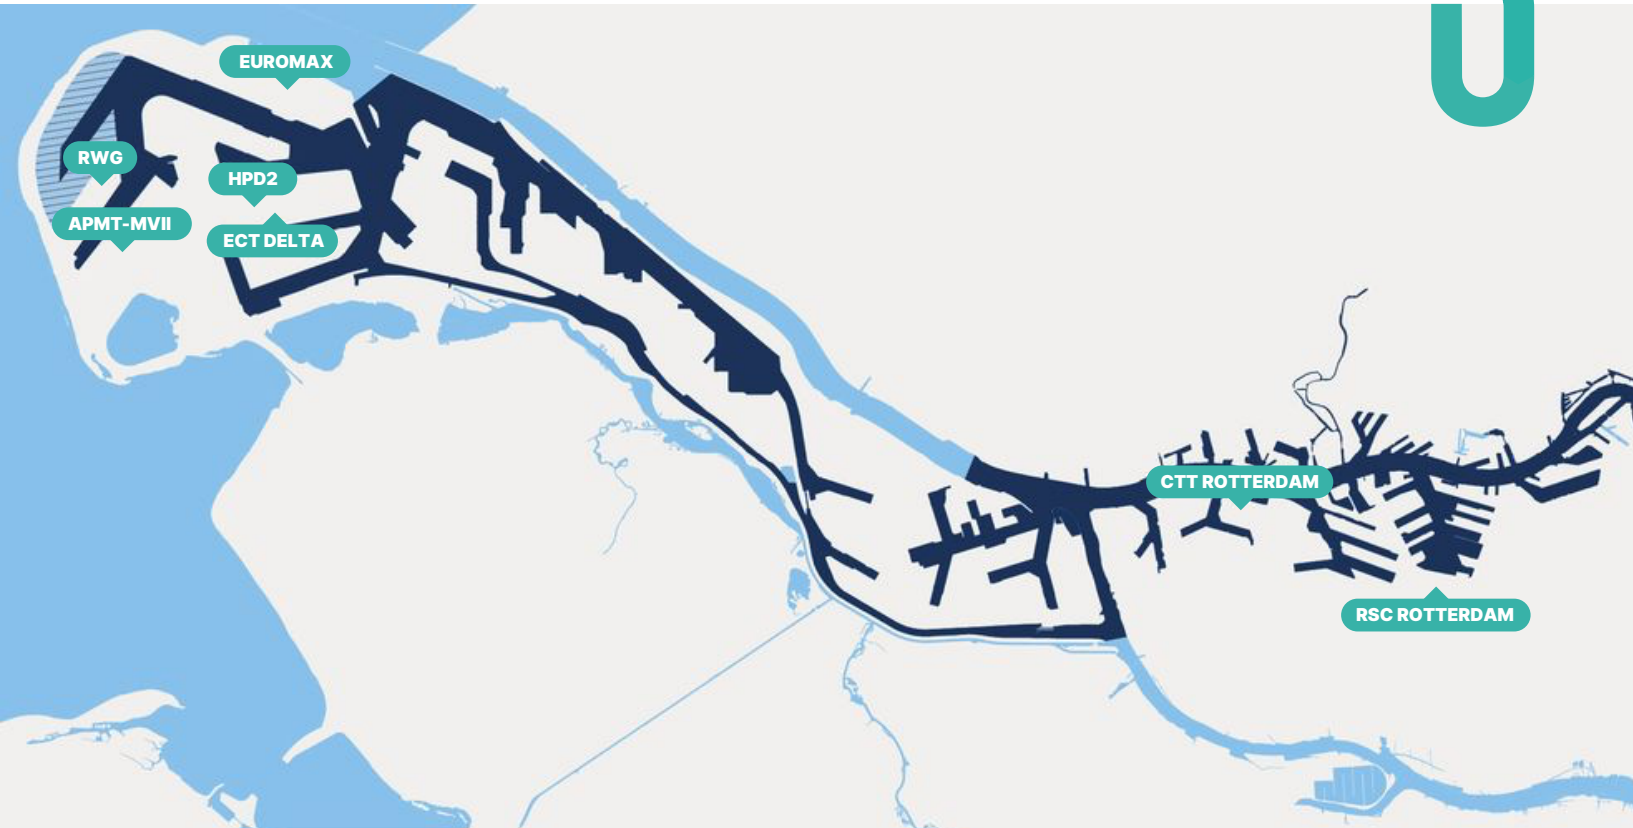 EUROMAX
RWG
HPD2
APMT-MVII
ECT DELTA
CTT ROTTERDAM
RSC ROTTERDAM